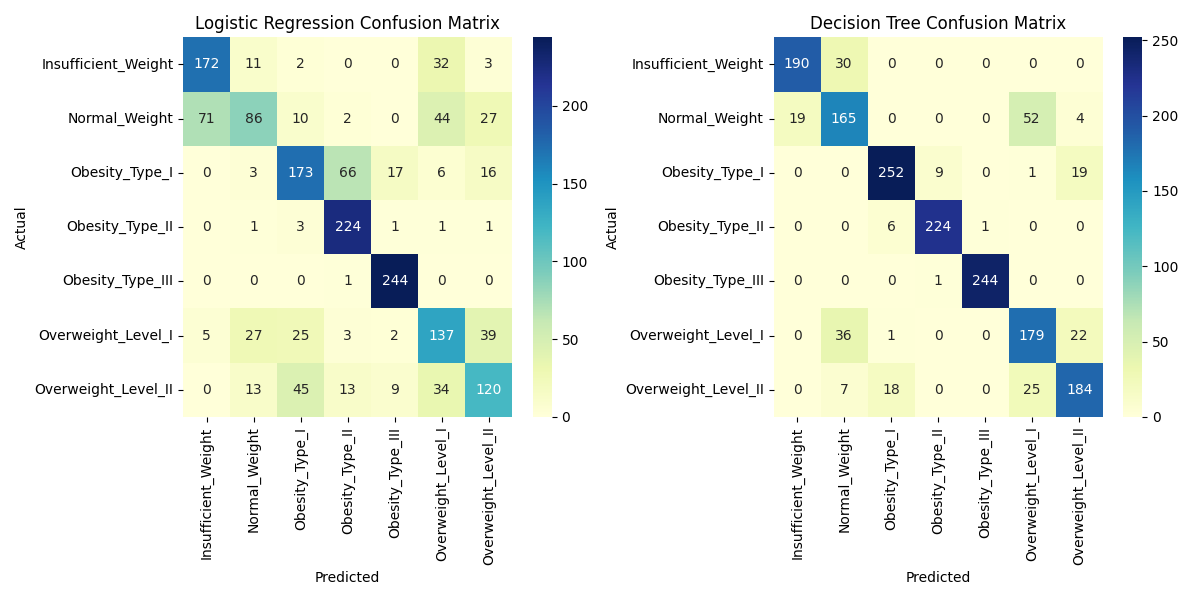 Logistic Regression Confusion Matrix
Actual
Insufficient_Weight 172 11 2 0 0 32 3
Normal_Weight 71 86 10 2 0 44 27
Obesity_Type_I 0 3 173 66 17 6 16
Obesity_Type_II 0 1 3 224 1 1 1
Obesity_Type_III 0 0 0 1 244 0 0
Overweight_Level_I 5 27 25 3 2 137 39
Overweight_Level_II 0 13 45 13 9 34 120
Insufficient_Weight
Normal_Weight
Obesity_Type_I
Obesity_Type_II
Obesity_Type_III
Overweight_Level_I
Overweight_Level_II
Predicted
200
150
100
50
0
Decision Tree Confusion Matrix
Actual
Insufficient_Weight 190 30 0 0 0 0 0
Normal_Weight 19 165 0 0 0 52 4
Obesity_Type_I 0 0 252 9 0 1 19
Obesity_Type_II 0 0 6 224 1 0 0
Obesity_Type_III 0 0 0 1 244 0 0
Overweight_Level_I 0 36 1 0 0 179 22
Overweight_Level_II 0 7 18 0 0 25 184
Insufficient_Weight
Normal_Weight
Obesity_Type_I
Obesity_Type_II
Obesity_Type_III
Overweight_Level_I
Overweight_Level_II
Predicted
250
200
150
100
50
0